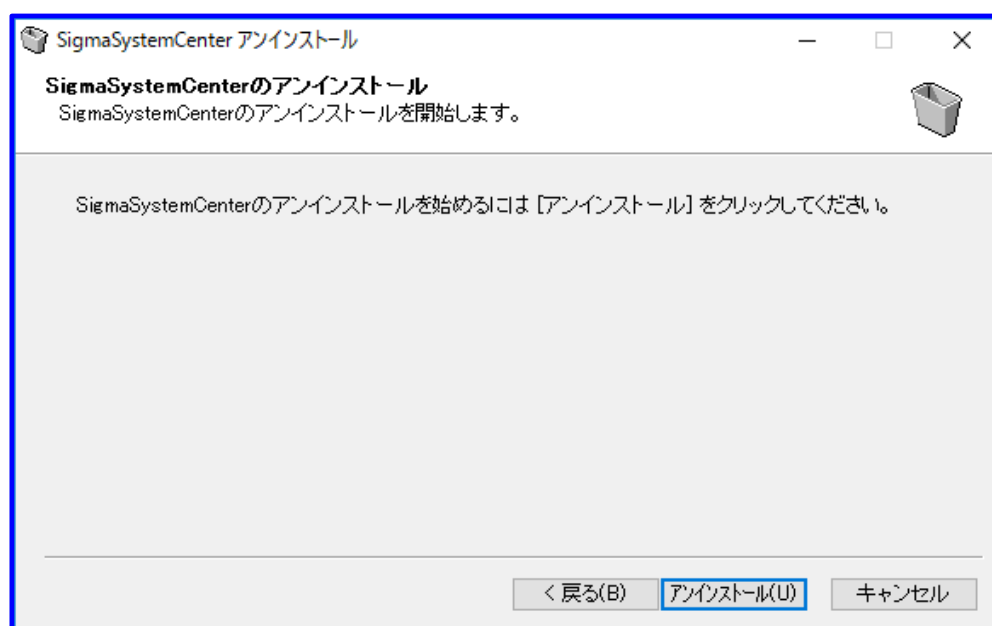 SigmaSystemCenter アンインストール
SigmaSystemCenterのアンインストール
SigmaSystemCenterのアンインストールを開始します。
SigmaSystemCenterのアンインストールを始めるには [アンインストール] をクリックしてください。
< 戻る(B) アンインストール(U) キャンセル